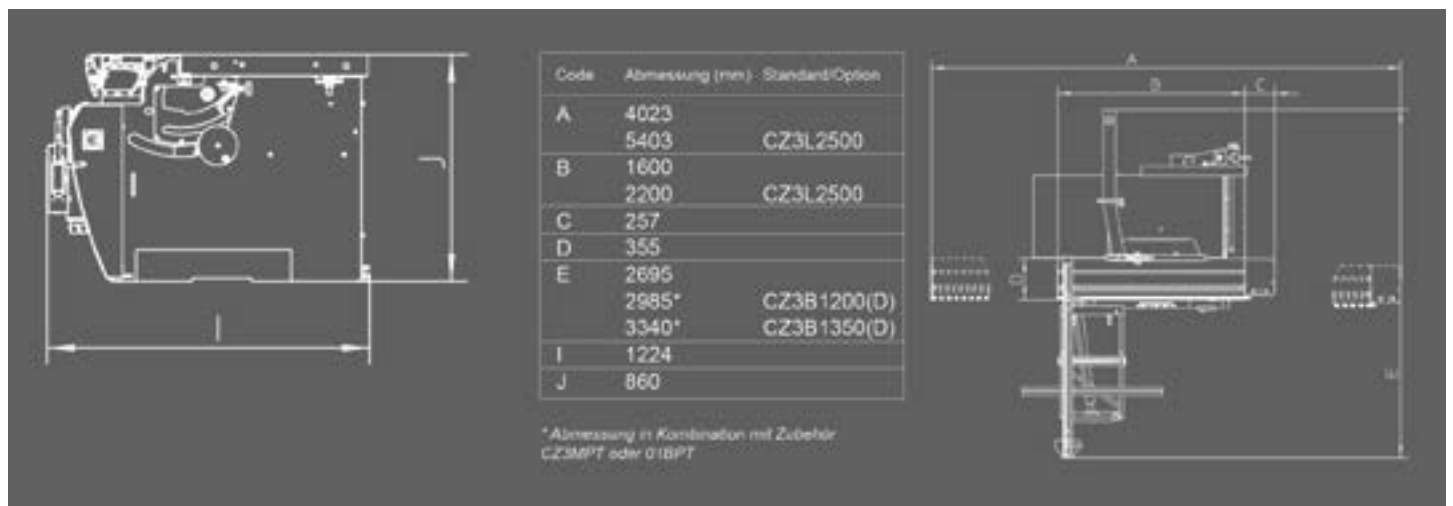 I
J
Code Abmessung (mm) Standard/Option
A 4023
5403 CZ3L2500
B 1600
2200 CZ3L2500
C 257
D 355
E 2695
2985* CZ3B1200(D)
3340* CZ3B1350(D)
I 1224
J 860
* Abmessung in Kombination mit Zubehör
CZ3MPT oder 01BPT
A
B C
D
E